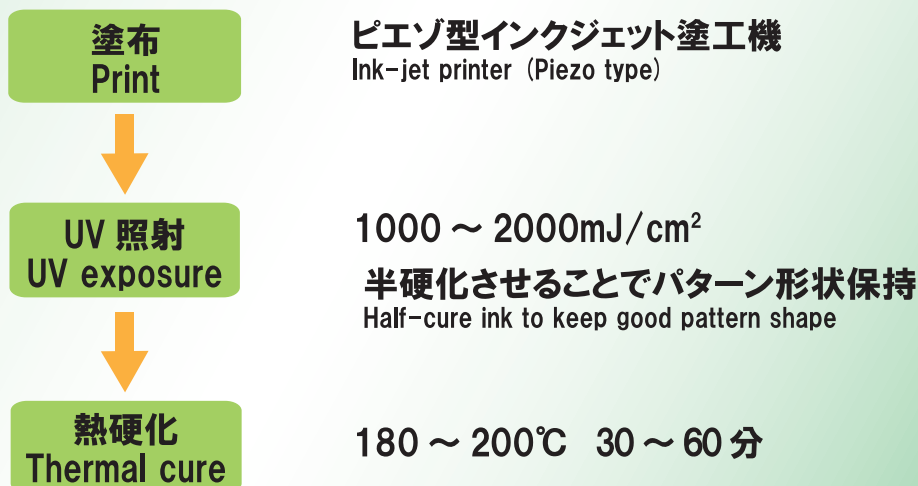 塗布
Print
ピエゾ型インクジェット塗工機
Ink-jet printer (Piezo type)
UV 照射
UV exposure
1000 ~ 2000mJ/cm²
半硬化させることでパターン形状保持
Half-cure ink to keep good pattern shape
熱硬化
Thermal cure
180 ~ 200℃ 30 ~ 60 分